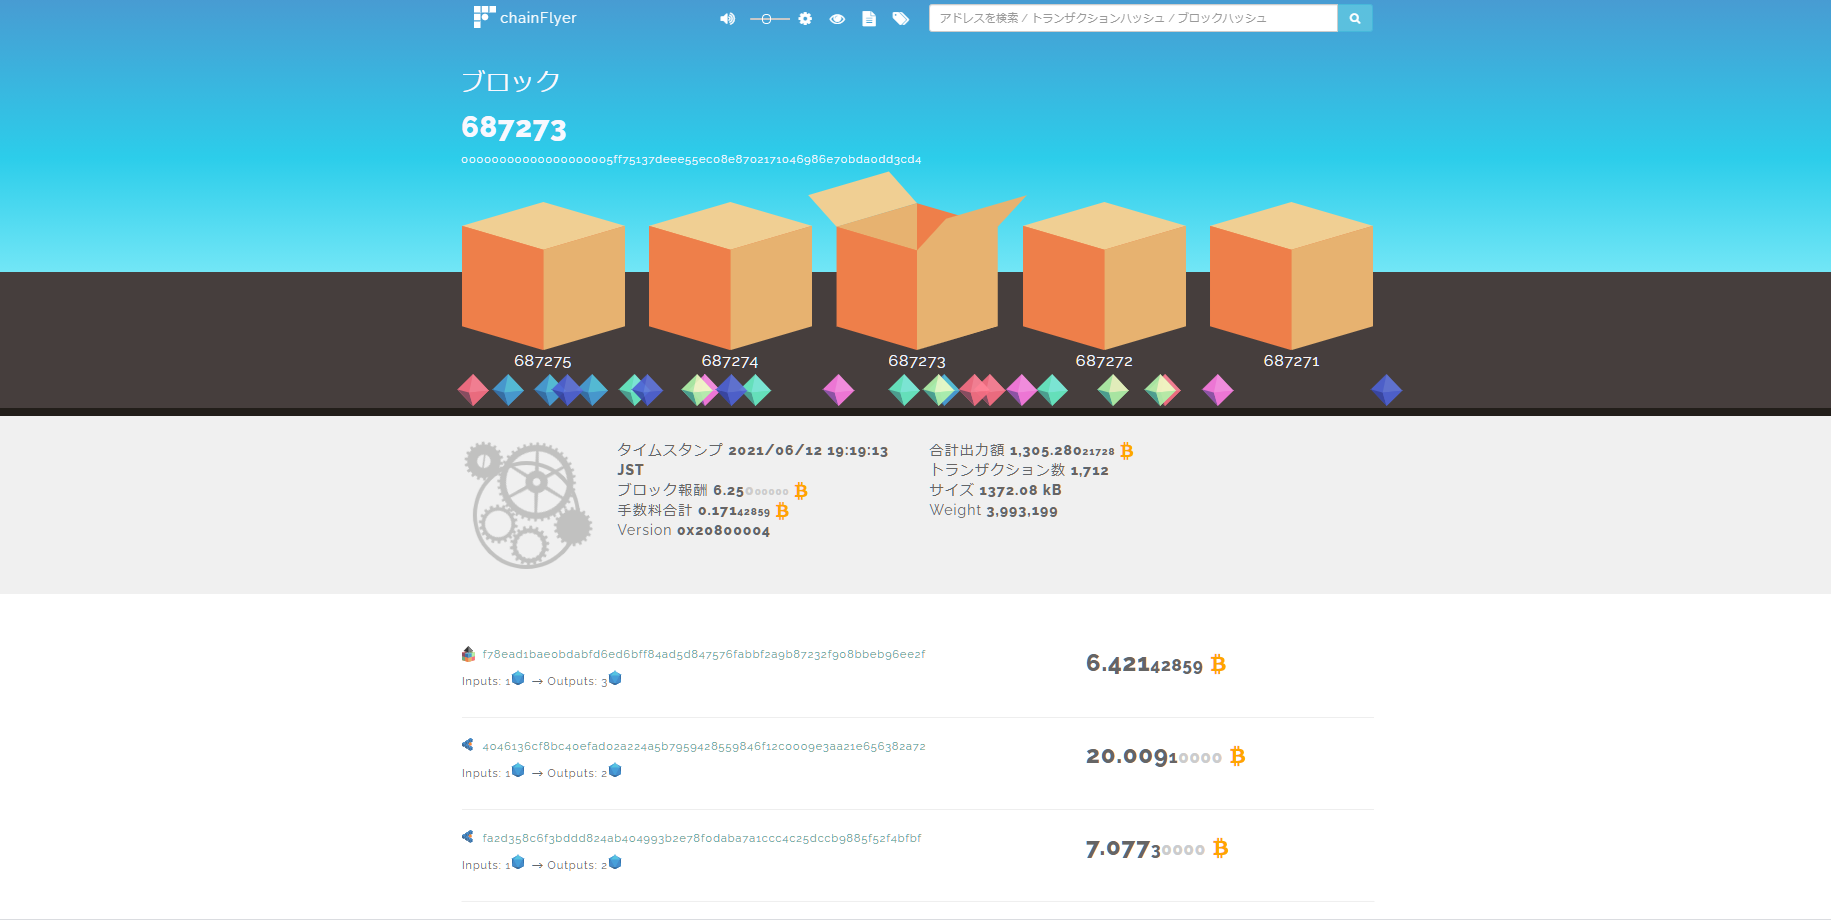 chainFlyer
アドレスを検索 / トランザクションハッシュ / ブロックハッシュ
ブロック
687273
00000000000000000005ff75137deee55ec08e8702171046986e70bda0dd3cd4
687275
687274
687273
687272
687271
タイムスタンプ 2021/06/12 19:19:13 JST
ブロック報酬 6.25000000
手数料合計 0.17142859
Version 0x20800004
合計出力額 1,305.28021728
トランザクション数 1,712
サイズ 1372.08 kB
Weight 3,993,199
f78ead1bae0bdabfd6ed6bff84ad5d847576fabbf2a9b87232f908bbeb96ee2f
6.42142859
Inputs: 1 → Outputs: 3
4046136cf8bc40efad02a224a5b7959428559846f12c0009e3aa21e656382a72
20.00910000
Inputs: 1 → Outputs: 2
fa2d358c6f3bddd824ab404993b2e78f0daba7a1ccc4c25dccb9885f52f4bfbf
7.07730000
Inputs: 1 → Outputs: 2